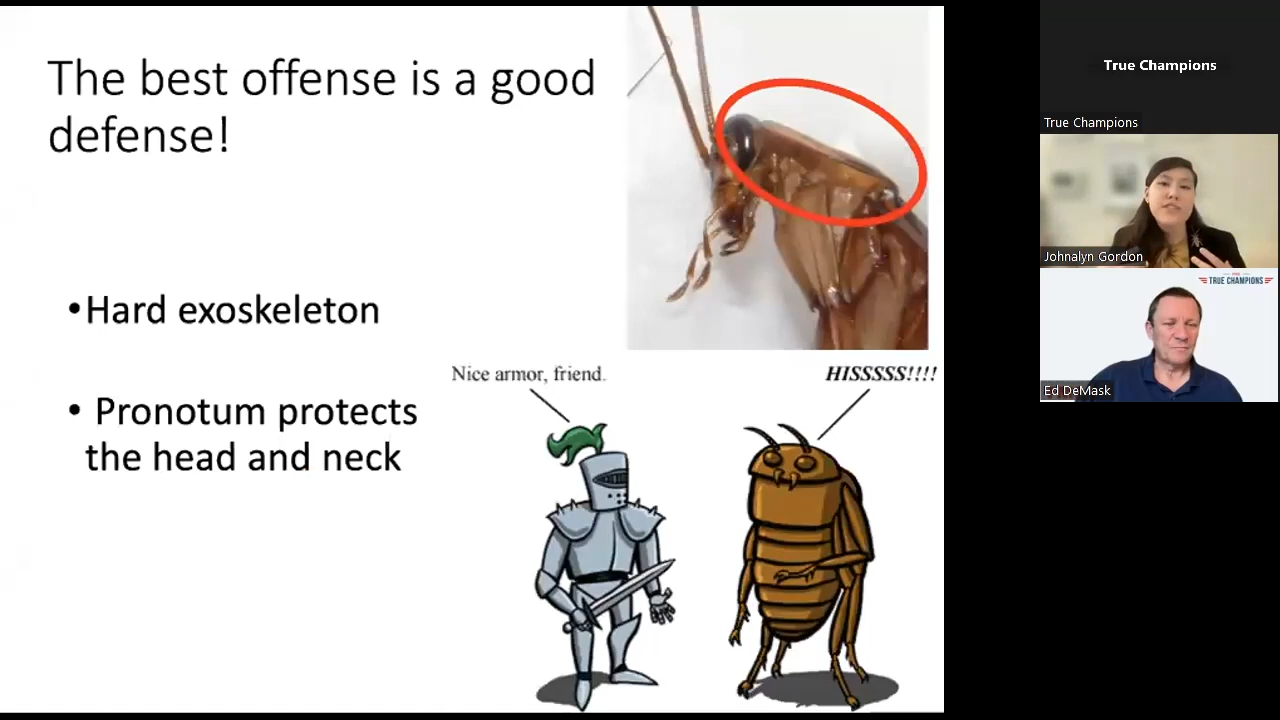 The best offense is a good
defense!
•Hard exoskeleton
• Pronotum protects
the head and neck
Nice armor, friend.
HISSSSS!!!!
True Champions
True Champions
Johnalyn Gordon
TRUE CHAMPIONS
Ed DeMask